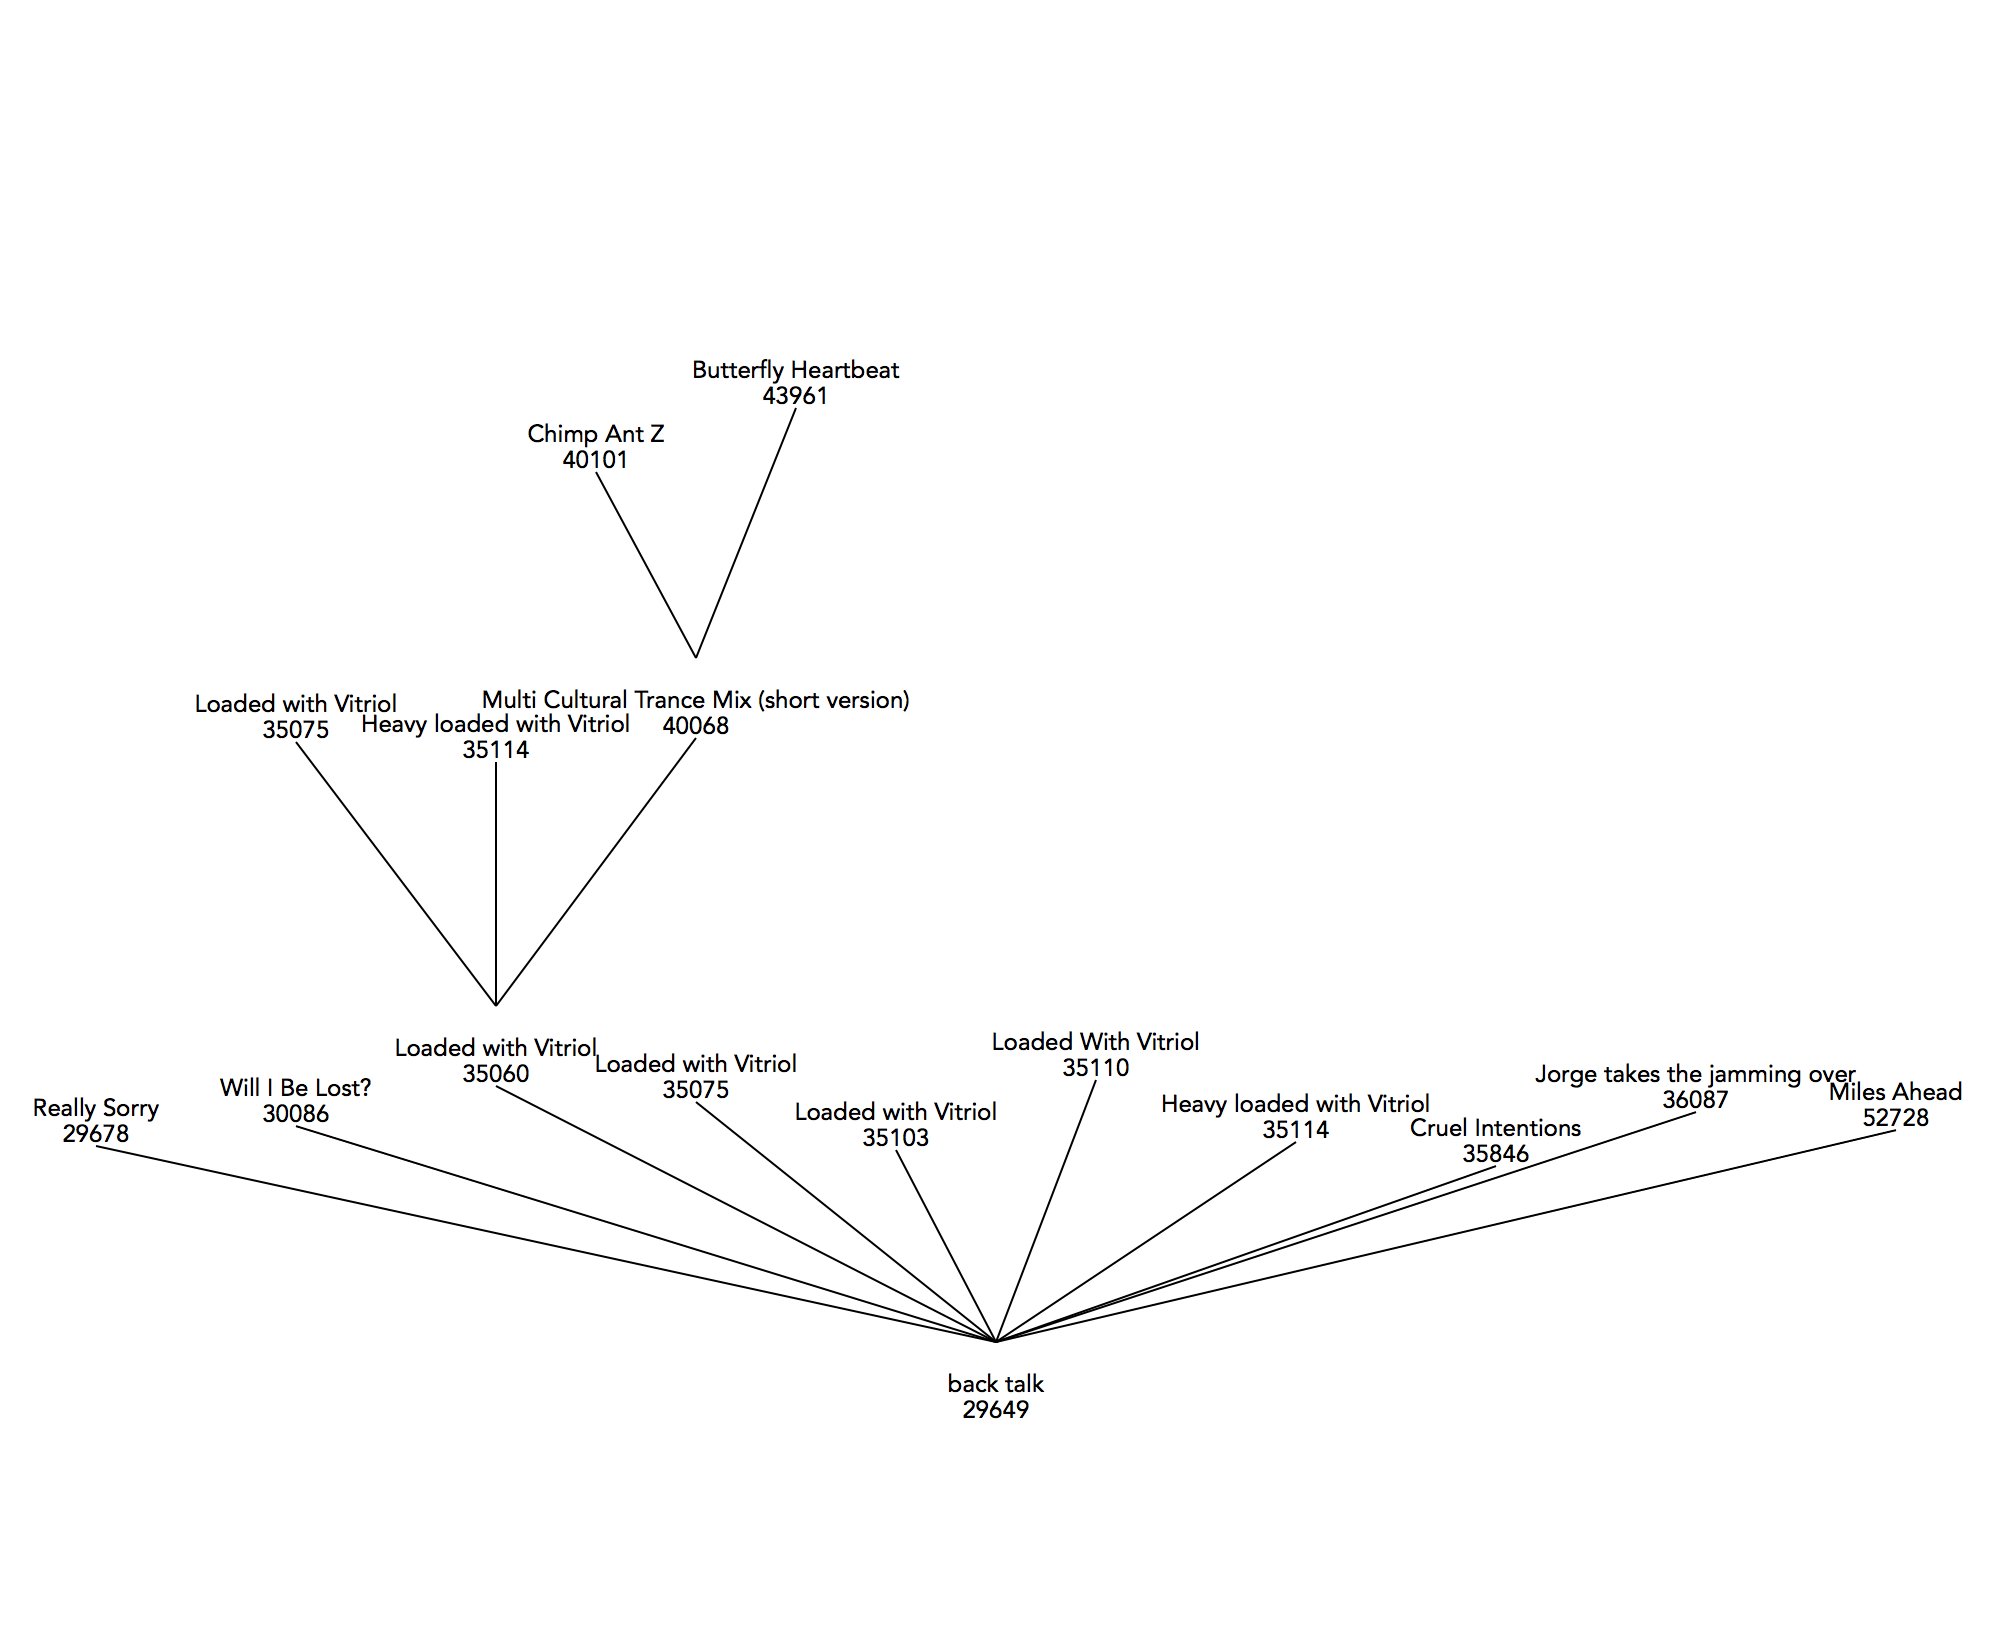 Butterfly Heartbeat
43961
Chimp Ant Z
40101
Multi Cultural Trance Mix (short version)
40068
Loaded with Vitriol
35075
Heavy loaded with Vitriol
35114
Loaded With Vitriol
35110
Loaded with Vitriol
35060
Loaded with Vitriol
35075
Jorge takes the jamming over
36087
Miles Ahead
52728
Will I Be Lost?
30086
Heavy loaded with Vitriol
35114
Really Sorry
29678
Loaded with Vitriol
35103
Cruel Intentions
35846
back talk
29649